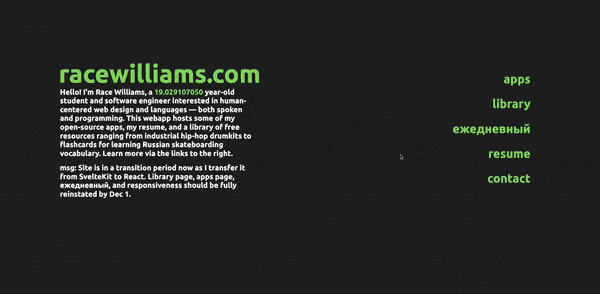 racewilliams.com
Hello! I'm Race Williams, a 19.029107050 year-old
student and software engineer interested in human-
centered web design and languages — both spoken
and programming. This webapp hosts some of my
open-source apps, my resume, and a library of free
resources ranging from industrial hip-hop drumkits to
flashcards for learning Russian skateboarding
vocabulary. Learn more via the links to the right.
msg: Site is in a transition period now as I transfer it
from SvelteKit to React. Library page, apps page,
ежедневный, and responsiveness should be fully
reinstated by Dec 1.
apps
library
ежедневный
resume
contact